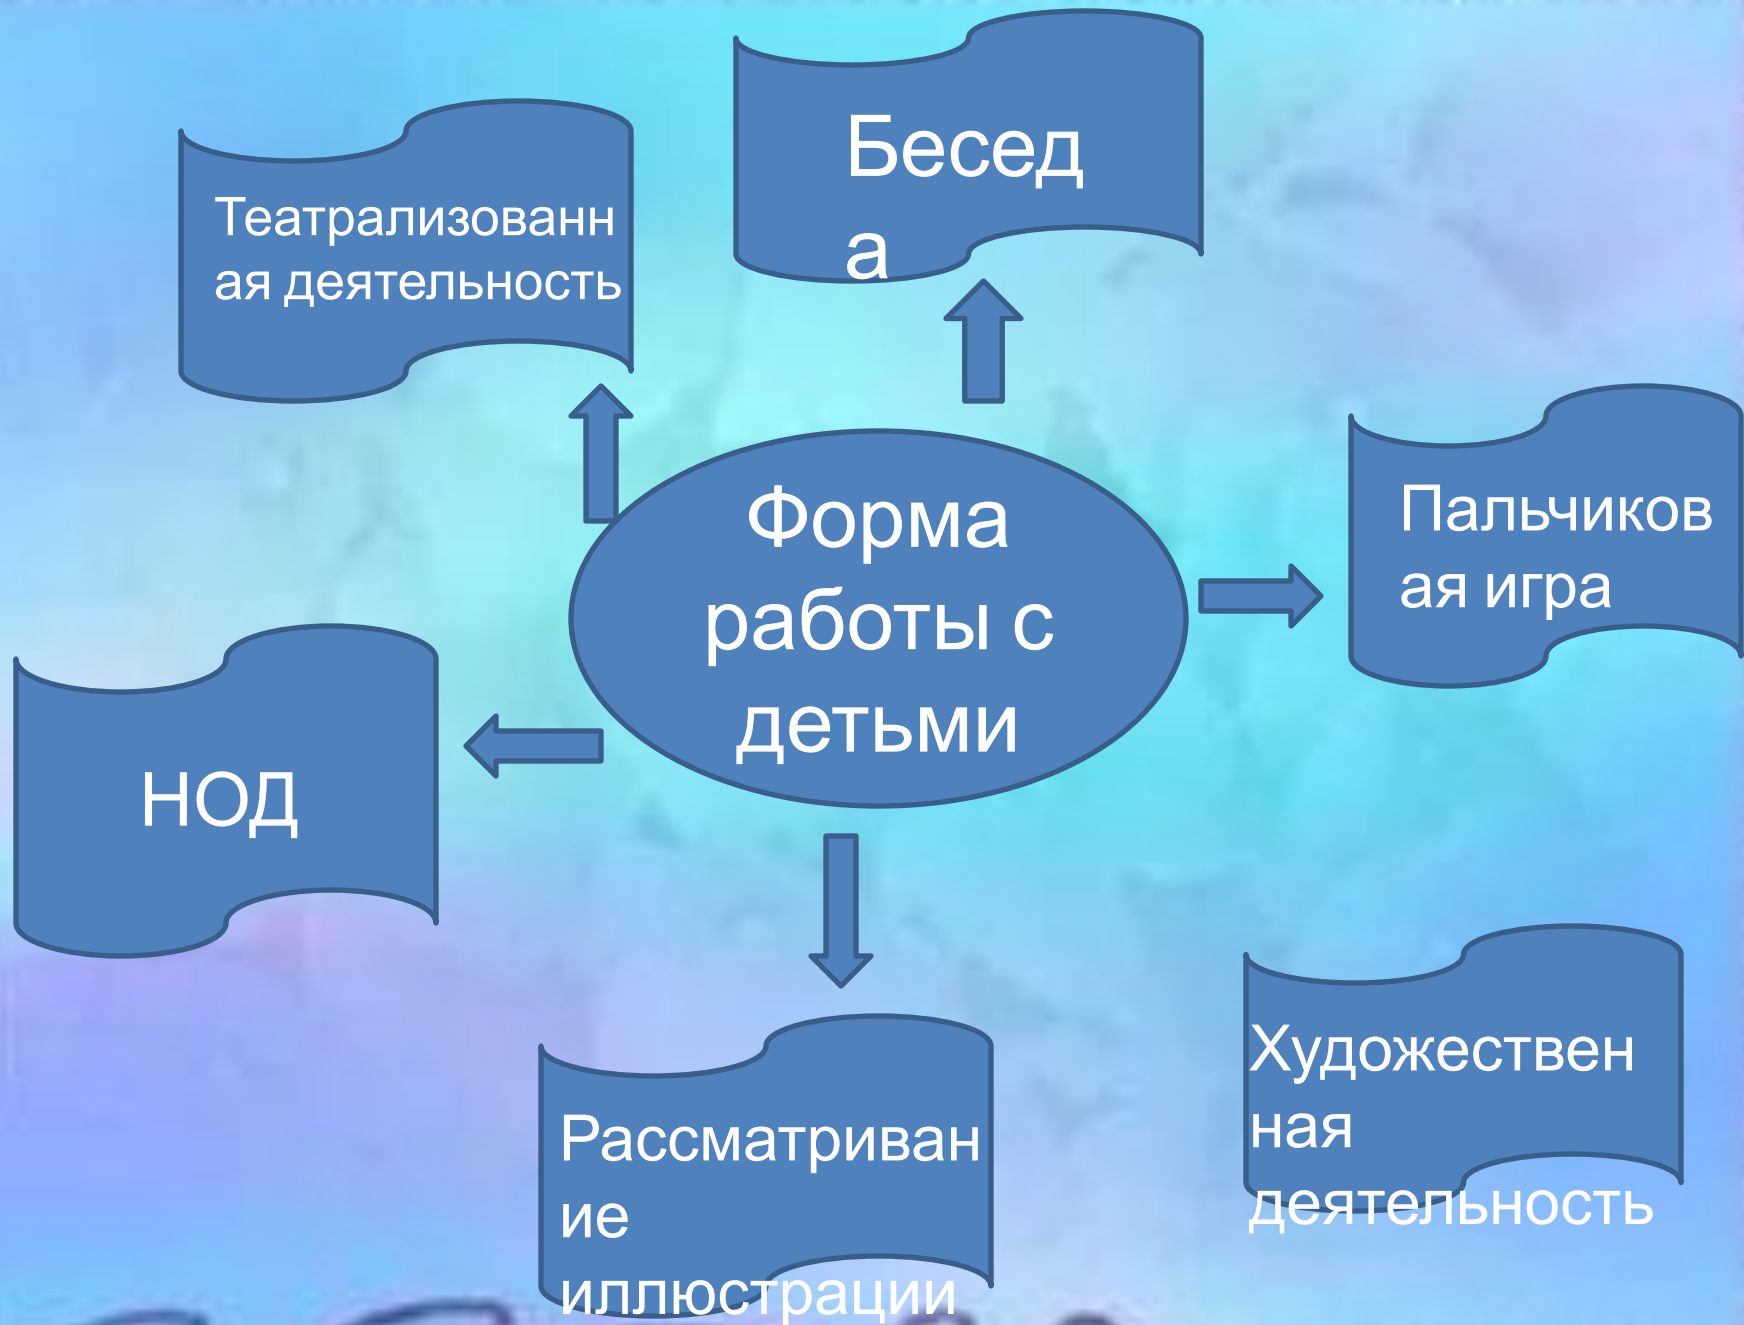 Бесед
а
Театрализованн
ая деятельность
Форма
работы с
детьми
Пальчиков
ая игра
НОД
Художествен
ная
деятельность
Рассматриван
ие
иллюстрации